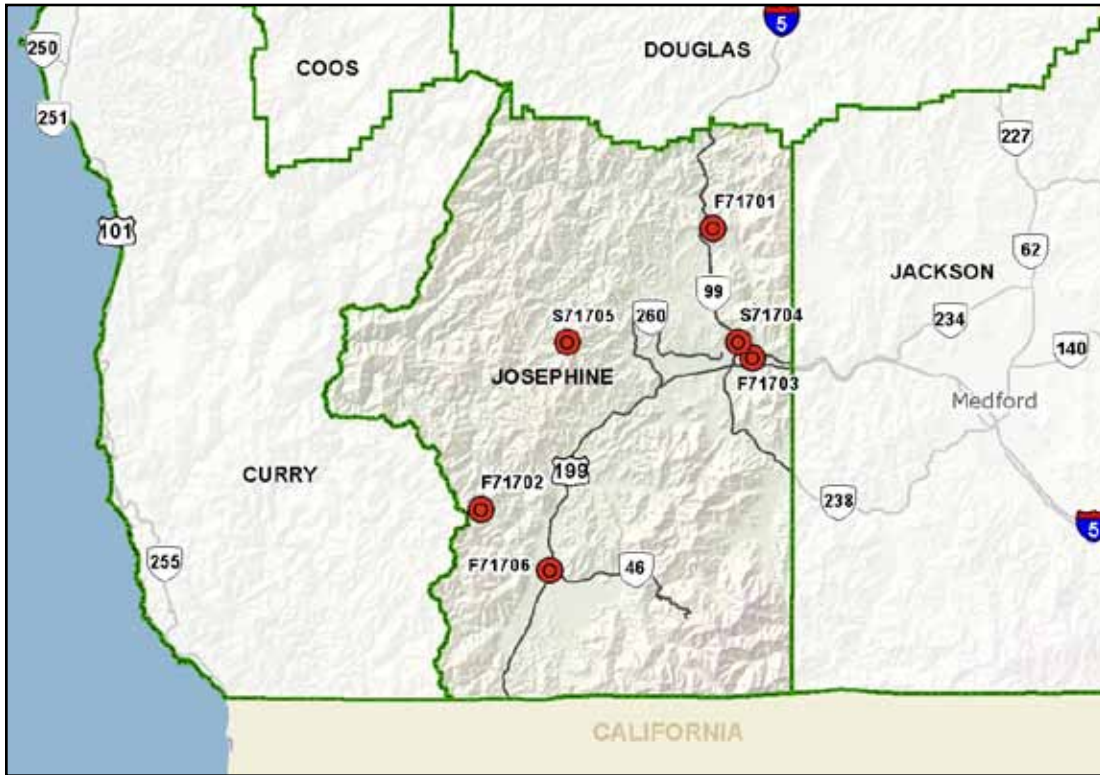 5
DOUGLAS
250
COOS
251
227
F71701
101
62
JACKSON
99
S71705
260
S71704
234
140
JOSEPHINE
F71703
Medford
CURRY
199
F71702
238
5
255
F71706
46
CALIFORNIA